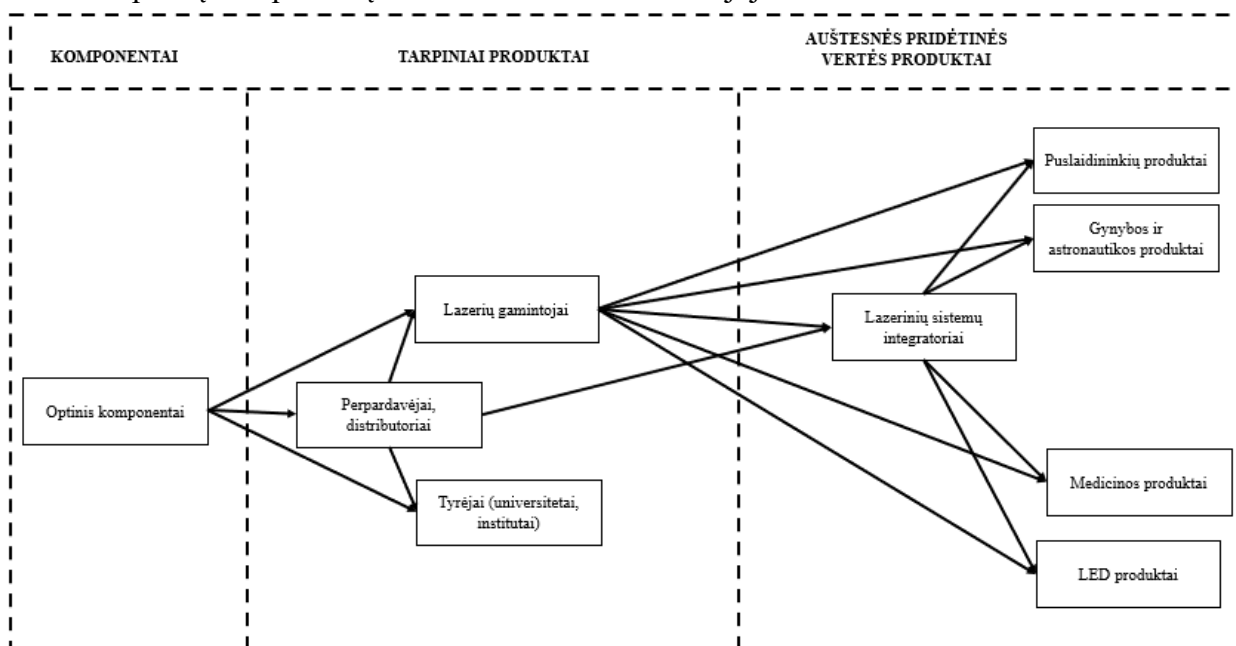 KOMPONENTAI
TARPINIAI PRODUKTAI
AUŠTESNĖS PRIDĖTINĖS
VERTĖS PRODUKTAI
Puslaidininkių produktai
Gynybos ir
astronautikos produktai
Lazerių gamintojai
Lazerinių sistemų
integratoriai
Optinis komponentai
Perpardavėjai,
distributoriai
Tyrėjai (universitetai,
institutai)
Medicinos produktai
LED produktai